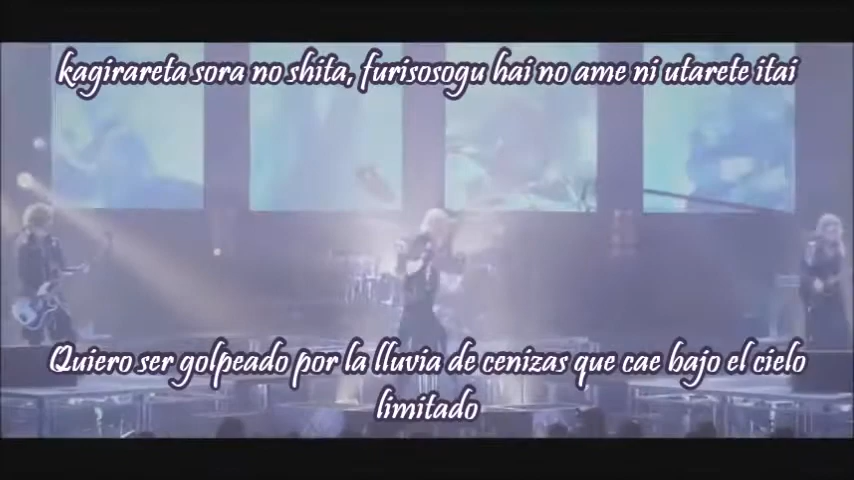 kagirareta sora no shita, furisosogu hai no ame ni utarete itai
Quiero ser golpeado por la lluvia de cenizas que cae bajo el cielo
limitado